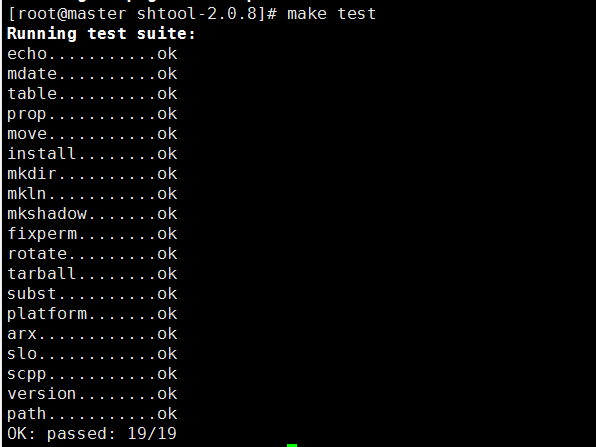 [root@master shtool-2.0.8]# make test
Running test suite:
echo...........ok
mdate..........ok
table..........ok
prop...........ok
move...........ok
install........ok
mkdir..........ok
mkln...........ok
mkshadow.......ok
fixperm........ok
rotate.........ok
tarball........ok
subst..........ok
platform.......ok
arx............ok
slo............ok
scpp...........ok
version........ok
path...........ok
OK: passed: 19/19